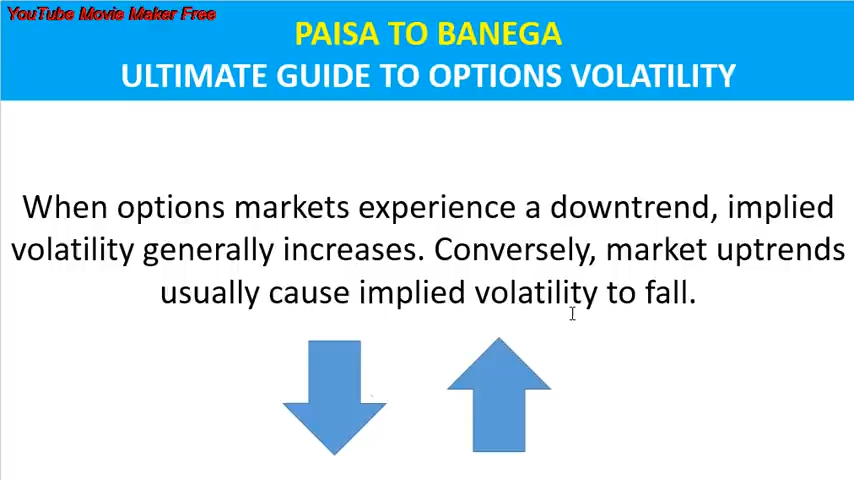 YouTube Movie Maker Free
PAISA TO BANEGA
ULTIMATE GUIDE TO OPTIONS VOLATILITY
When options markets experience a downtrend, implied
volatility generally increases. Conversely, market uptrends
usually cause implied volatility to fall.